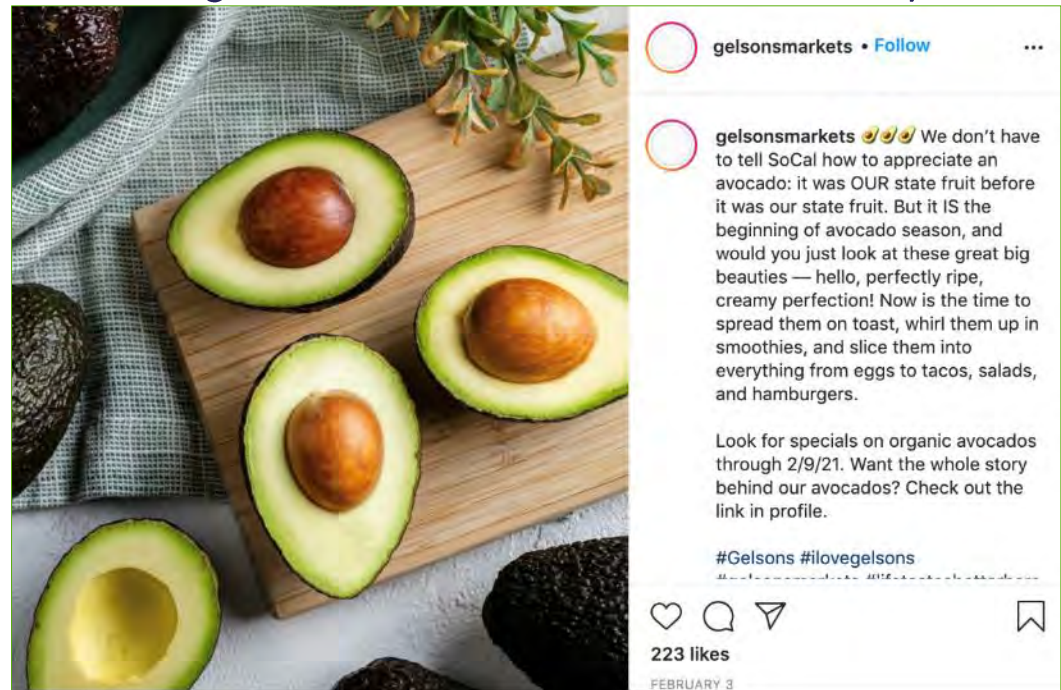 gelsonsmarkets • Follow
gelsonsmarkets 🥑🥑🥑 We don't have
to tell SoCal how to appreciate an
avocado: it was OUR state fruit before
it was our state fruit. But it IS the
beginning of avocado season, and
would you just look at these great big
beauties — hello, perfectly ripe,
creamy perfection! Now is the time to
spread them on toast, whirl them up in
smoothies, and slice them into
everything from eggs to tacos, salads,
and hamburgers.
Look for specials on organic avocados
through 2/9/21. Want the whole story
behind our avocados? Check out the
link in profile.
#Gelsons #ilovegelsons
223 likes
FEBRUARY 3